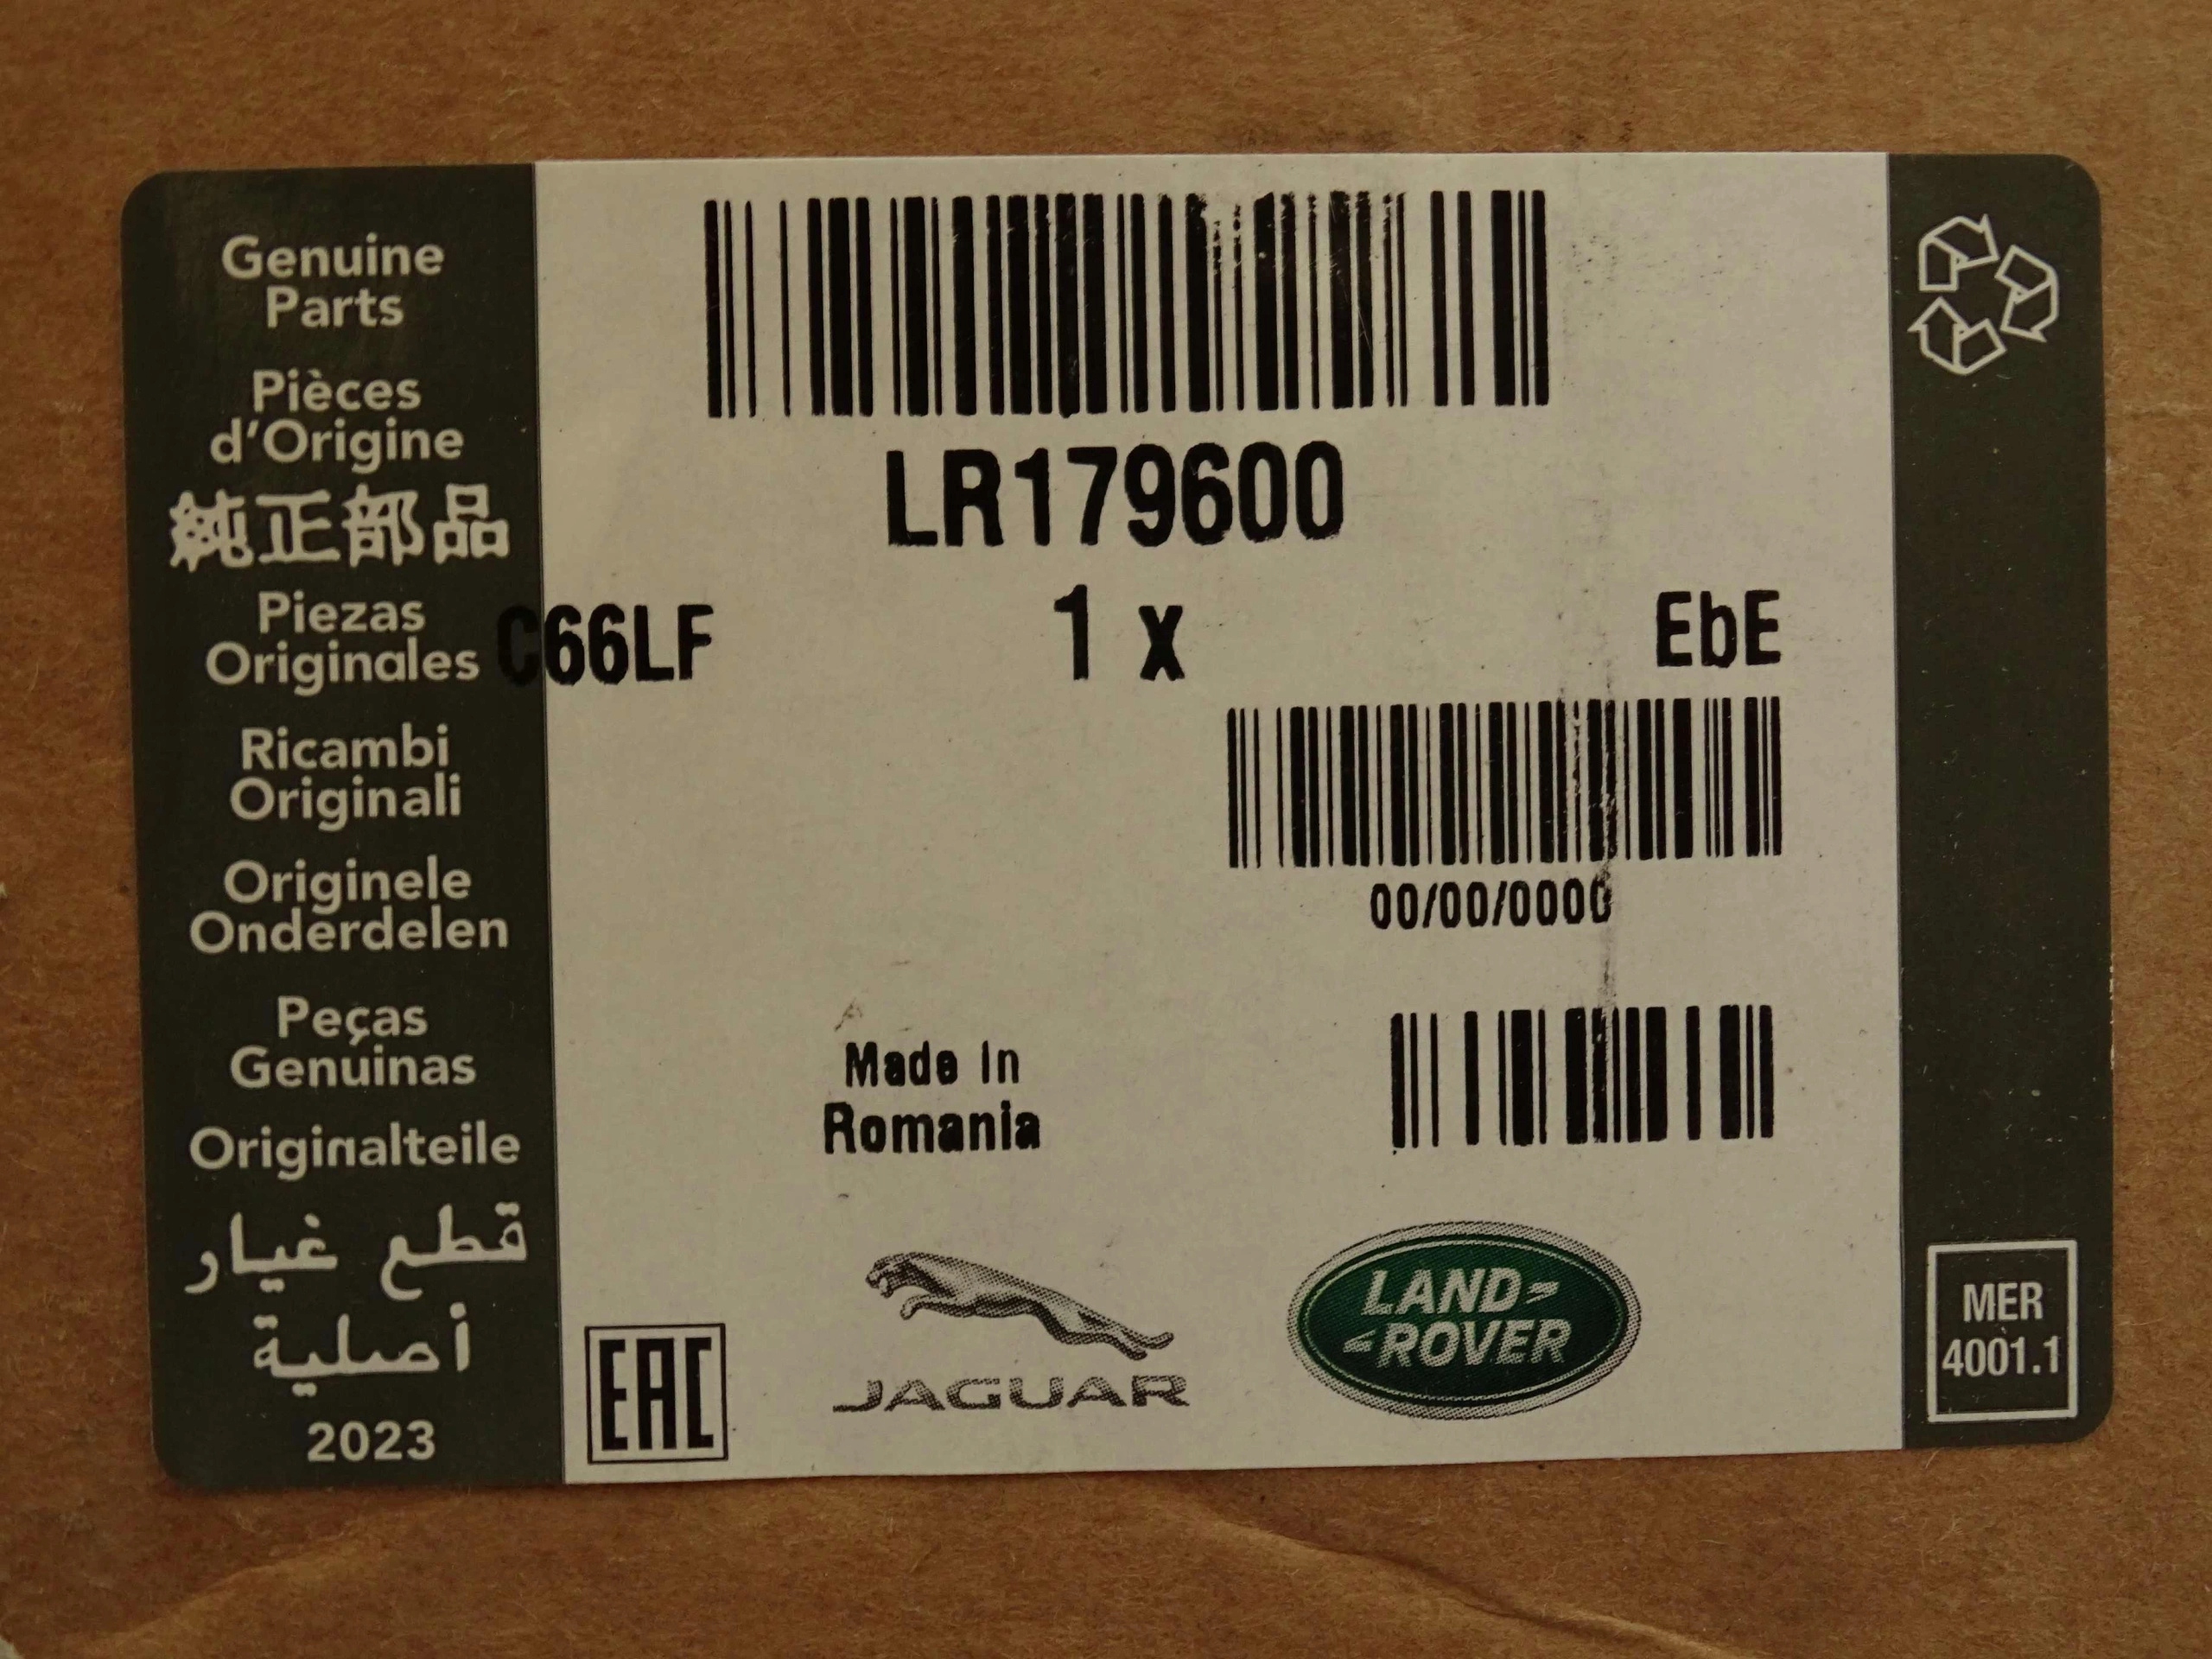 Genuine
Parts
Pièces
d'Origine
純正部品
Piezas
Originales
Ricambi
Originali
Originele
Onderdelen
Peças
Genuinas
Originalteile
قطع غيار
أصلية
2023
LR179600
C66LF 1 x EbE
00/00/0000
Made In
Romania
EAC
JAGUAR
LAND-
-ROVER
MER
4001.1